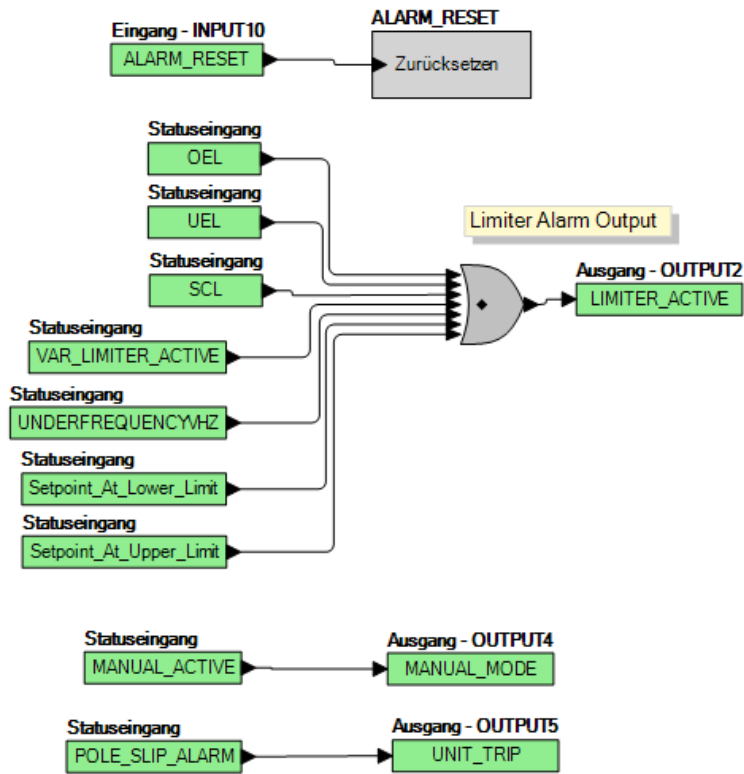 Eingang - INPUT10
ALARM_RESET
ALARM_RESET
Zurücksetzen
Statuseingang
OEL
Statuseingang
UEL
Statuseingang
SCL
Statuseingang
VAR_LIMITER_ACTIVE
Statuseingang
UNDERFREQUENCYVHZ
Statuseingang
Setpoint_At_Lower_Limit
Statuseingang
Setpoint_At_Upper_Limit
Limiter Alarm Output
Ausgang - OUTPUT2
LIMITER_ACTIVE
Statuseingang
MANUAL_ACTIVE
Ausgang - OUTPUT4
MANUAL_MODE
Statuseingang
POLE_SLIP_ALARM
Ausgang - OUTPUT5
UNIT_TRIP